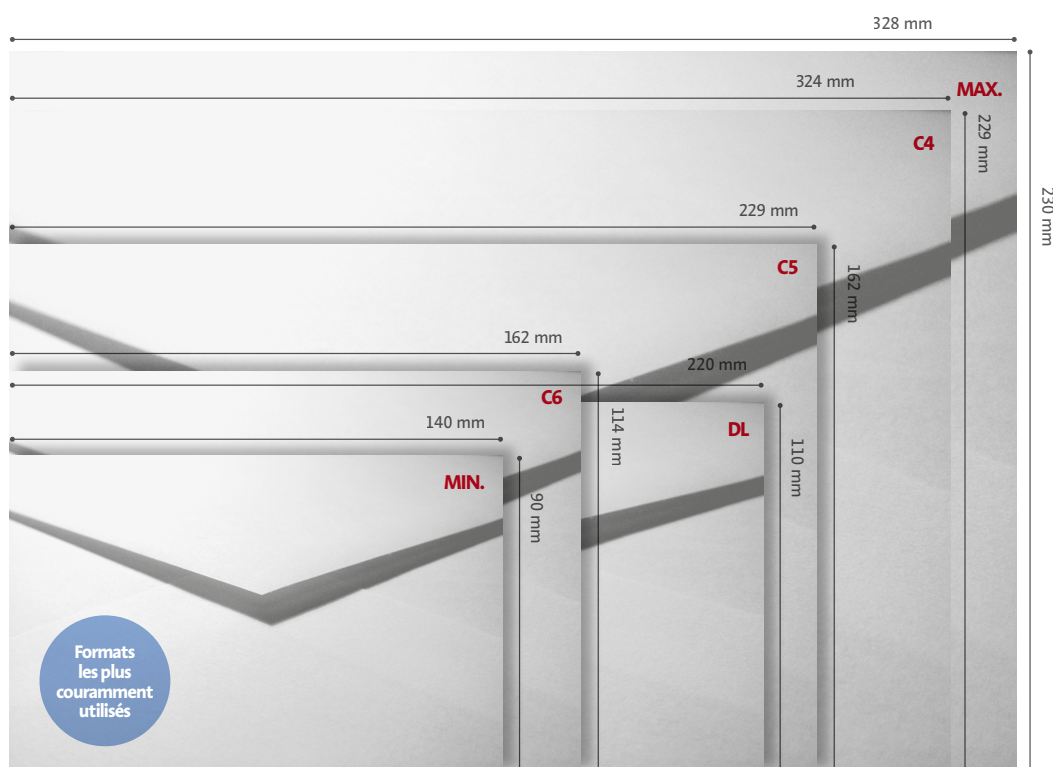 328 mm
324 mm
MAX.
229 mm
C4
230 mm
229 mm
C5
162 mm
162 mm
220 mm
C6
114 mm
DL
140 mm
110 mm
MIN.
90 mm
Formats
les plus
couramment
utilisés